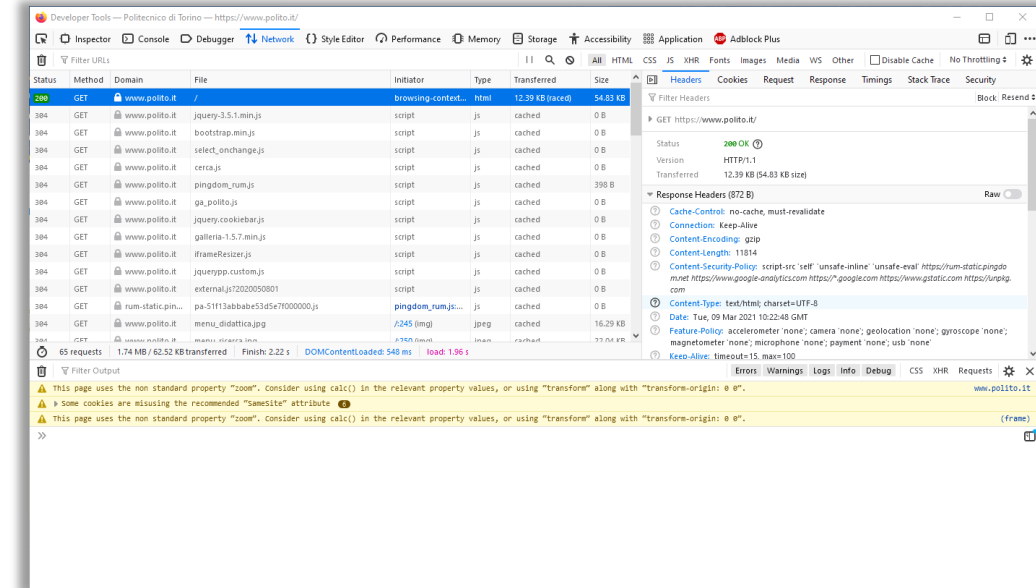 Developer Tools — Politecnico di Torino — https://www.polito.it/
Inspector Console Debugger Network Style Editor Performance Memory Storage Accessibility Application Adblock Plus
Filter URLs All HTML CSS JS XHR Fonts Images Media WS Other Disable Cache No Throttling
Status Method Domain File Initiator Type Transferred Size
200 GET www.polito.it / browsing-context... html 12.39 KB (raced) 54.83 KB
304 GET www.polito.it jquery-3.5.1.min.js script js cached 0 B
304 GET www.polito.it bootstrap.min.js script js cached 0 B
304 GET www.polito.it select_onchange.js script js cached 0 B
304 GET www.polito.it cerca.js script js cached 0 B
304 GET www.polito.it pingdom_rum.js script js cached 398 B
304 GET www.polito.it ga_polito.js script js cached 0 B
304 GET www.polito.it jquery.cookiebar.js script js cached 0 B
304 GET www.polito.it galleria-1.5.7.min.js script js cached 0 B
304 GET www.polito.it iframeResizer.js script js cached 0 B
304 GET www.polito.it jquerypp.custom.js script js cached 0 B
304 GET www.polito.it external.js?2020050801 script js cached 0 B
304 GET rum-static.pin... pa-51f13abbabe53d5e7f000000.js pingdom_rum.js:... js cached 0 B
304 GET www.polito.it menu_didattica.jpg /:245 (img) jpeg cached 16.29 KB
304 GET www.polito.it menu_ricerca.jpg /:250 (img) jpeg cached 22.04 KB
65 requests 1.74 MB / 62.52 KB transferred Finish: 2.22 s DOMContentLoaded: 548 ms load: 1.96 s
Headers Cookies Request Response Timings Stack Trace Security
Filter Headers Block Resend
GET https://www.polito.it/
Status 200 OK
Version HTTP/1.1
Transferred 12.39 KB (54.83 KB size)
Response Headers (872 B) Raw
Cache-Control: no-cache, must-revalidate
Connection: Keep-Alive
Content-Encoding: gzip
Content-Length: 11814
Content-Security-Policy: script-src 'self' 'unsafe-inline' 'unsafe-eval' https://rum-static.pingdo
m.net https://www.google-analytics.com https://*.google.com https://www.gstatic.com https://unpkg.
com
Content-Type: text/html; charset=UTF-8
Date: Tue, 09 Mar 2021 10:22:48 GMT
Feature-Policy: accelerometer 'none'; camera 'none'; geolocation 'none'; gyroscope 'none';
magnetometer 'none'; microphone 'none'; payment 'none'; usb 'none'
Keep-Alive: timeout=15, max=100
Filter Output Errors Warnings Logs Info Debug CSS XHR Requests
This page uses the non standard property "zoom". Consider using calc() in the relevant property values, or using "transform" along with "transform-origin: 0 0". www.polito.it
Some cookies are misusing the recommended "SameSite" attribute 6
This page uses the non standard property "zoom". Consider using calc() in the relevant property values, or using "transform" along with "transform-origin: 0 0". (frame)